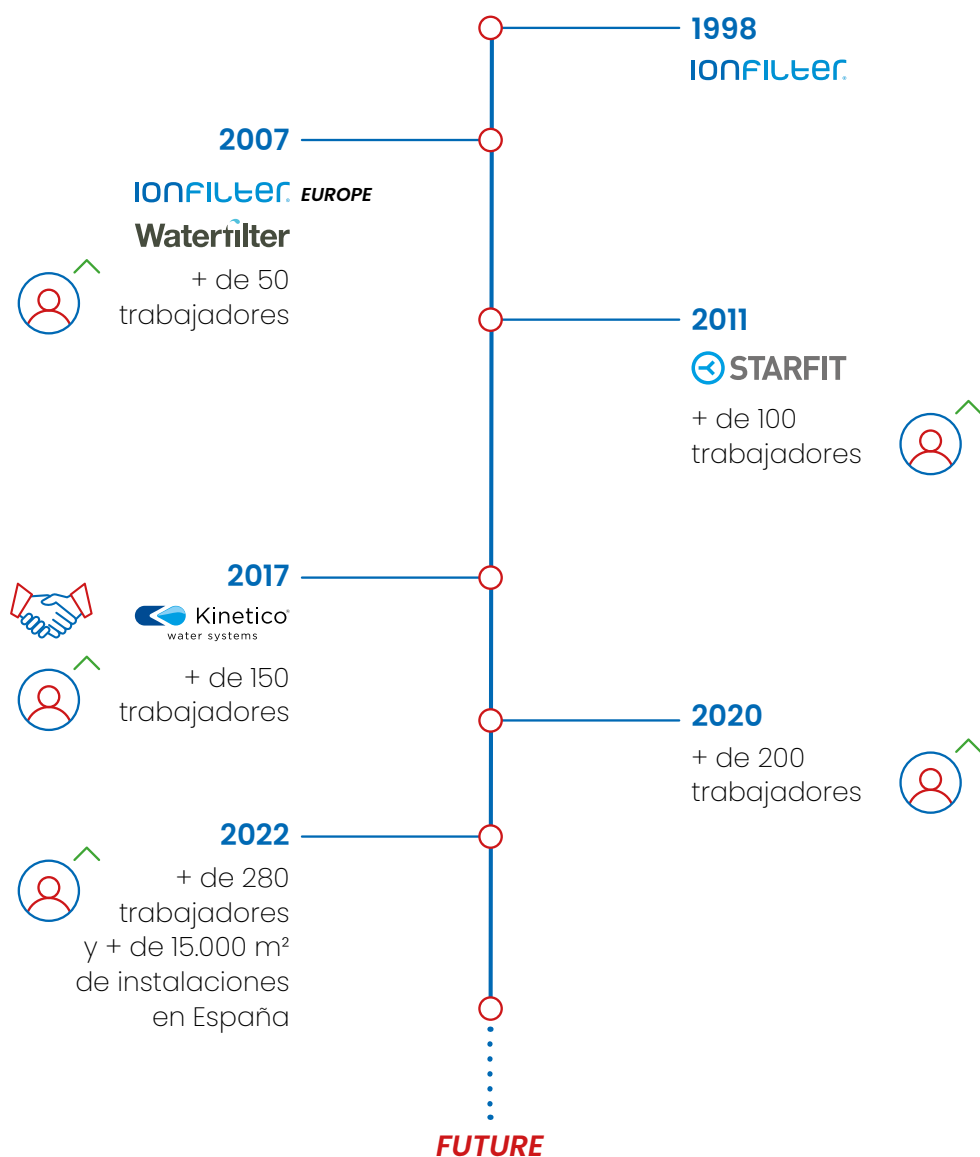 1998
IONFILTER
2007
IONFILTER EUROPE
Waterfilter
+ de 50
trabajadores
2011
STARFIT
+ de 100
trabajadores
2017
Kinetico®
water systems
+ de 150
trabajadores
2020
+ de 200
trabajadores
2022
+ de 280
trabajadores
y + de 15.000 m²
de instalaciones
en España
FUTURE